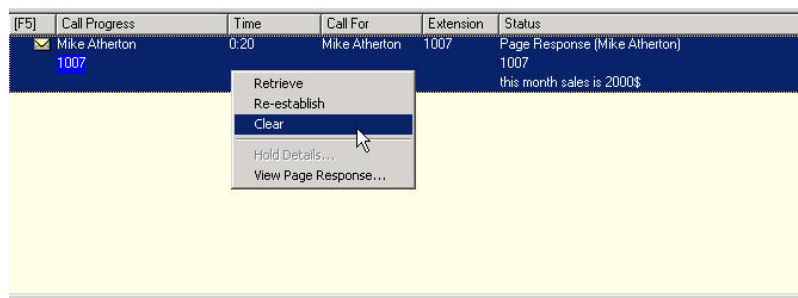 [F5] Call Progress Time Call For Extension Status
Mike Atherton 0:20 Mike Atherton 1007 Page Response (Mike Atherton)
1007 1007
this month sales is 2000$
Retrieve
Re-establish
Clear
Hold Details...
View Page Response...